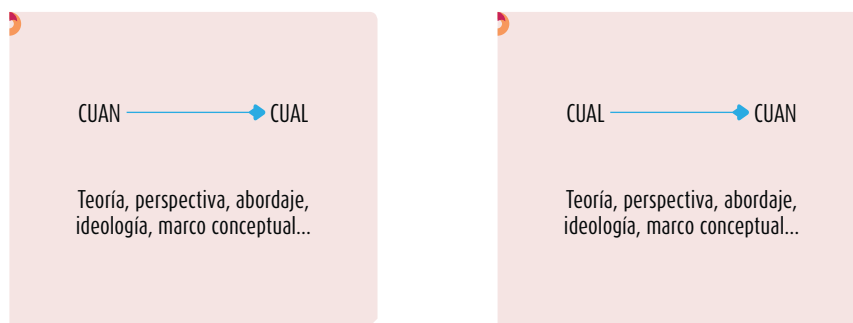 CUAN CUAL
Teoría, perspectiva, abordaje,
ideología, marco conceptual...
CUAL CUAN
Teoría, perspectiva, abordaje,
ideología, marco conceptual...